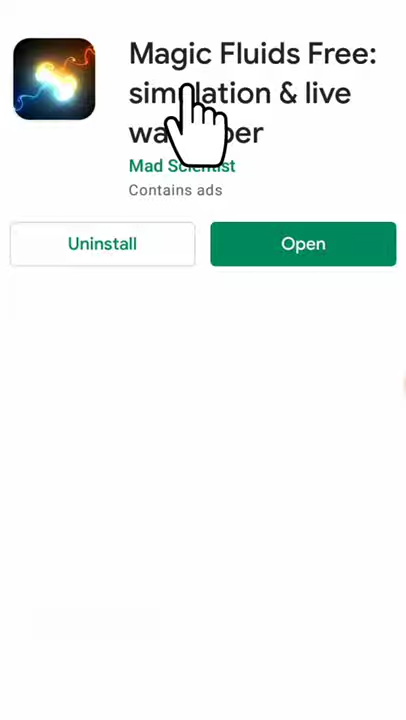 Magic Fluids Free:
simulation & live
wallpaper
Mad Scientist
Contains ads
Uninstall
Open